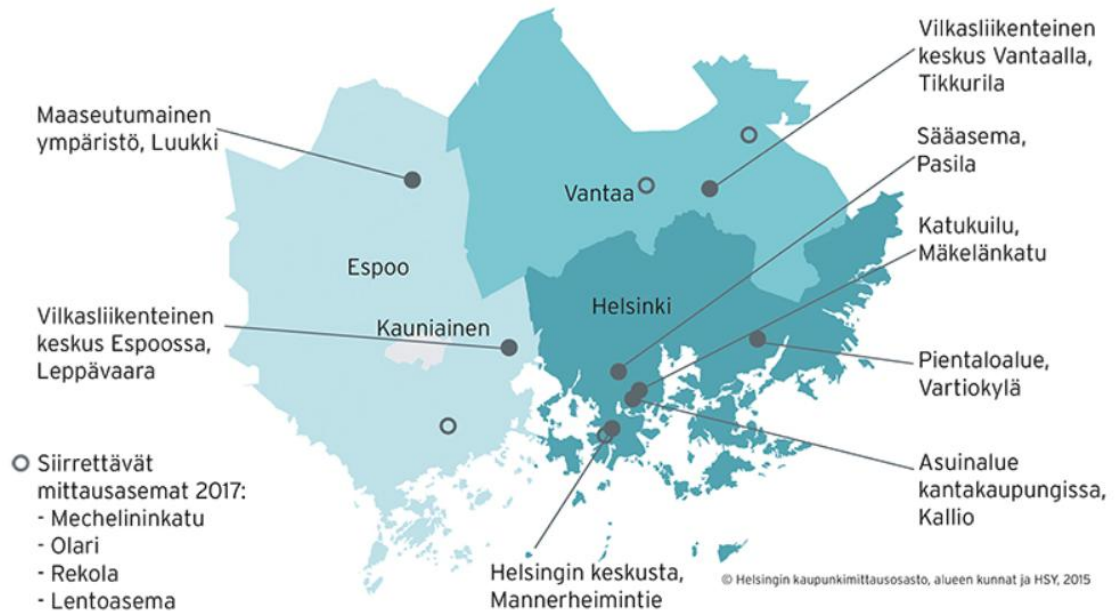 Vilkasliikenteinen
keskus Vantaalla,
Tikkurila
Maaseutumainen
ympäristö, Luukki
Sääasema,
Pasila
Vantaa
Katukuilu,
Mäkelänkatu
Espoo
Helsinki
Vilkasliikenteinen
keskus Espoossa,
Leppävaara
Kauniainen
Pientaloalue,
Vartiokylä
Asuinalue
kantakaupungissa,
Kallio
Siirrettävät
mittausasemat 2017:
- Mechelininkatu
- Olari
- Rekola
- Lentoasema
Helsingin keskusta,
Mannerheimintie
© Helsingin kaupunkimittausosasto, alueen kunnat ja HSY, 2015